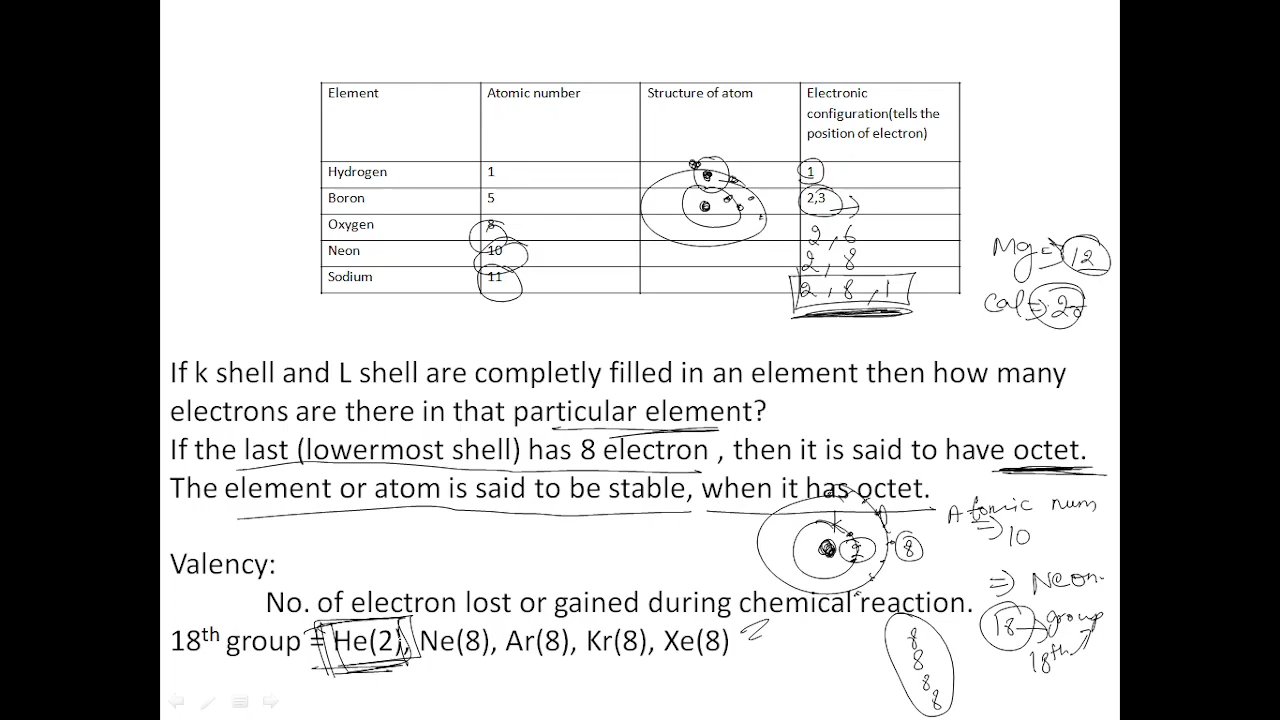 Element Atomic number Structure of atom Electronic
configuration(tells the
position of electron)
Hydrogen 1 1
Boron 5 2,3
Oxygen 8 2,6
Neon 10 2,8
Sodium 11 2,8,1
Mg = 12
Cal = 20
If k shell and L shell are completly filled in an element then how many
electrons are there in that particular element?
If the last (lowermost shell) has 8 electron , then it is said to have octet.
The element or atom is said to be stable, when it has octet.
K
2 8
Atomic num
=> 10
=> Neon
18 -> group
18th
Valency:
No. of electron lost or gained during chemical reaction.
18th group = He(2), Ne(8), Ar(8), Kr(8), Xe(8)
8
8
8
8